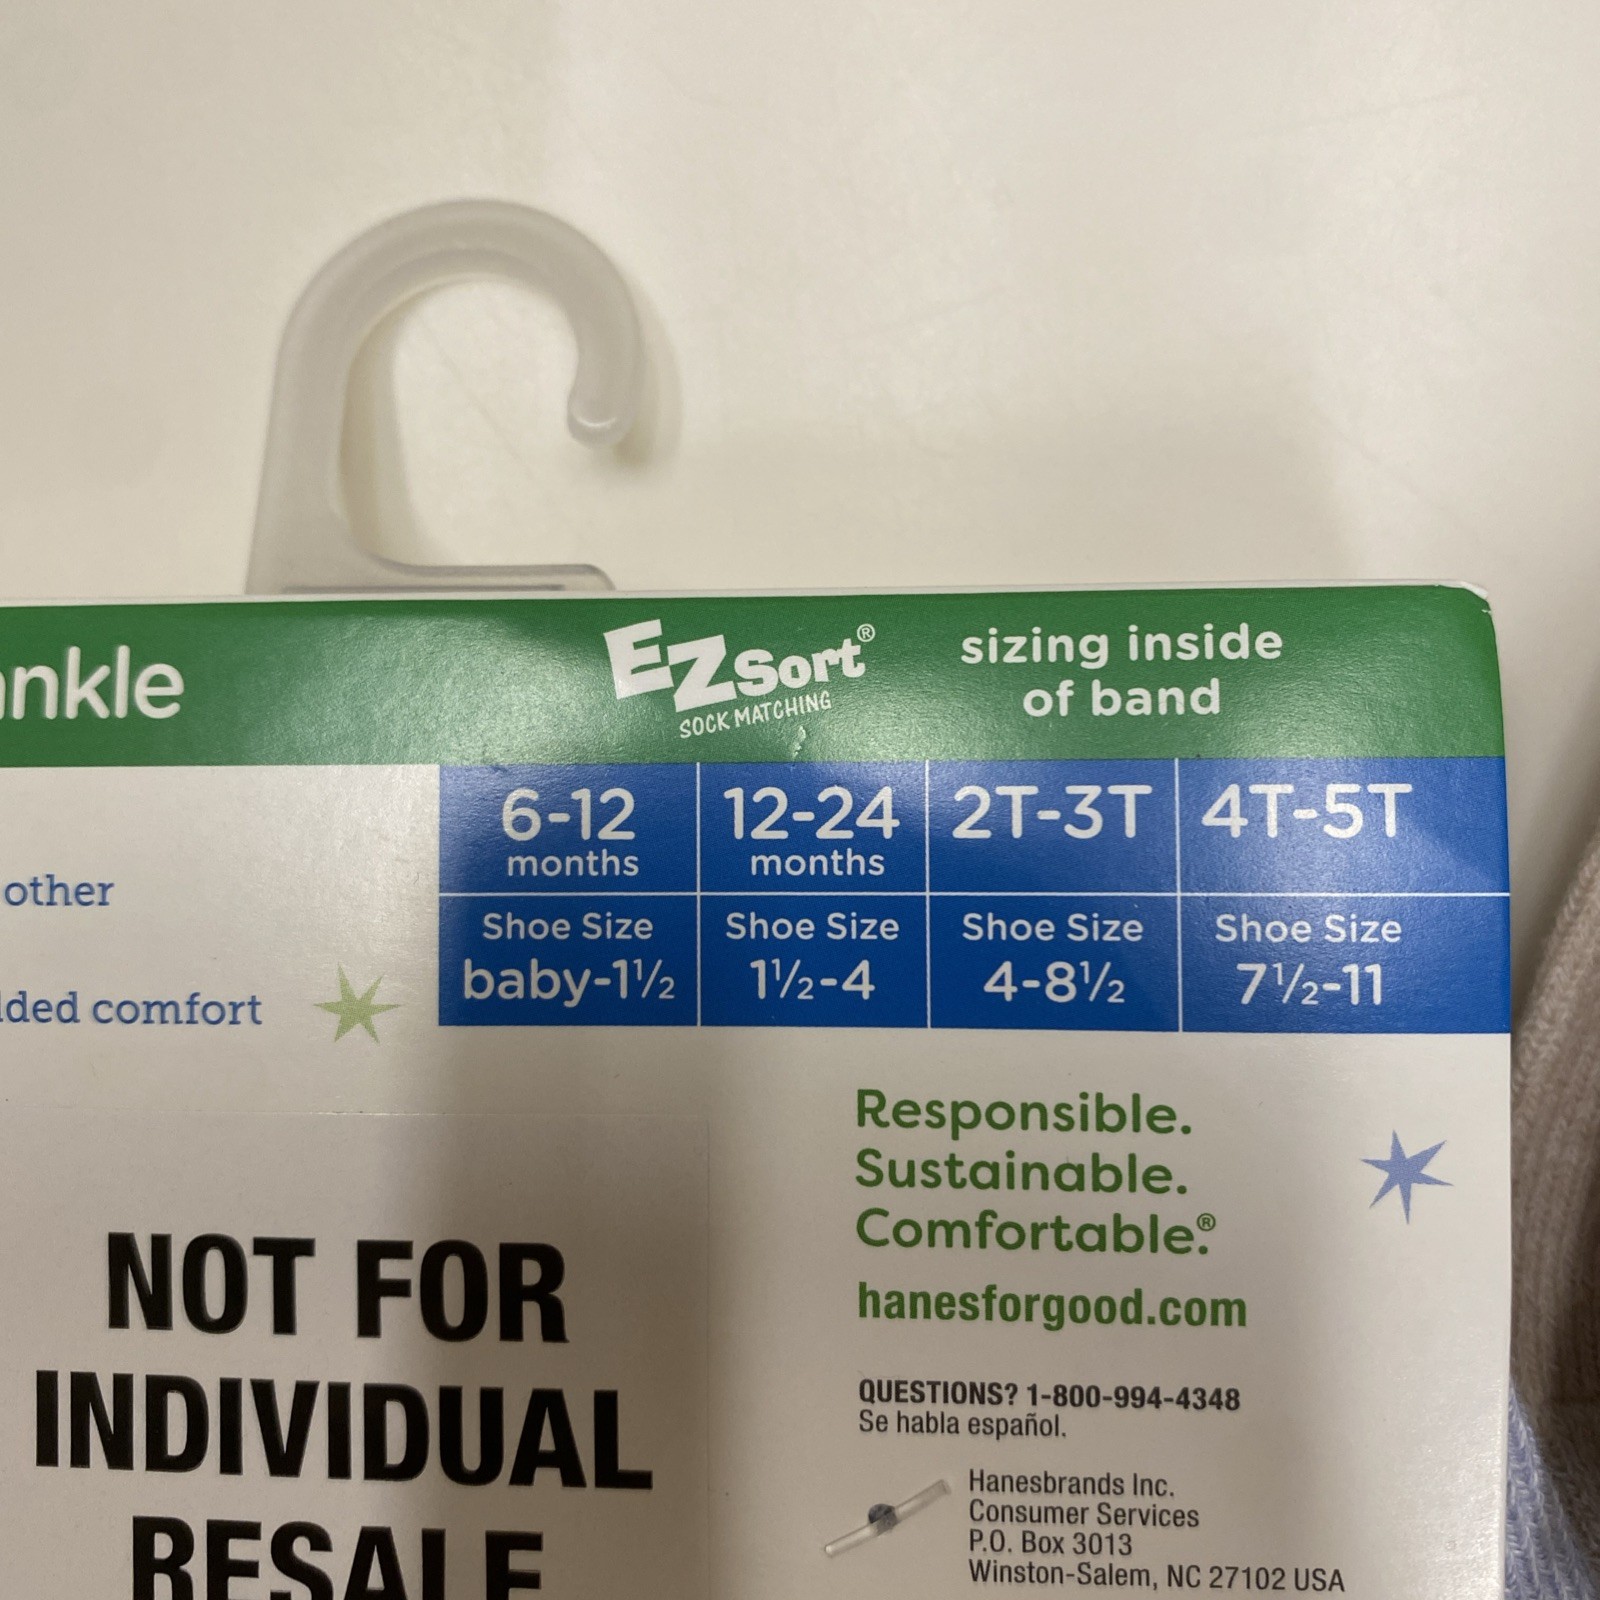 EZ Sort®
SOCK MATCHING
sizing inside
of band
6-12
months
12-24
months
2T-3T
4T-5T
Shoe Size
baby-1½
Shoe Size
1½-4
Shoe Size
4-8½
Shoe Size
7½-11
other
comfort
NOT FOR
INDIVIDUAL
RESALE
Responsible.
Sustainable.
Comfortable.®
hanesforgood.com
QUESTIONS? 1-800-994-4348
Se habla español.
Hanesbrands Inc.
Consumer Services
P.O. Box 3013
Winston-Salem, NC 27102 USA